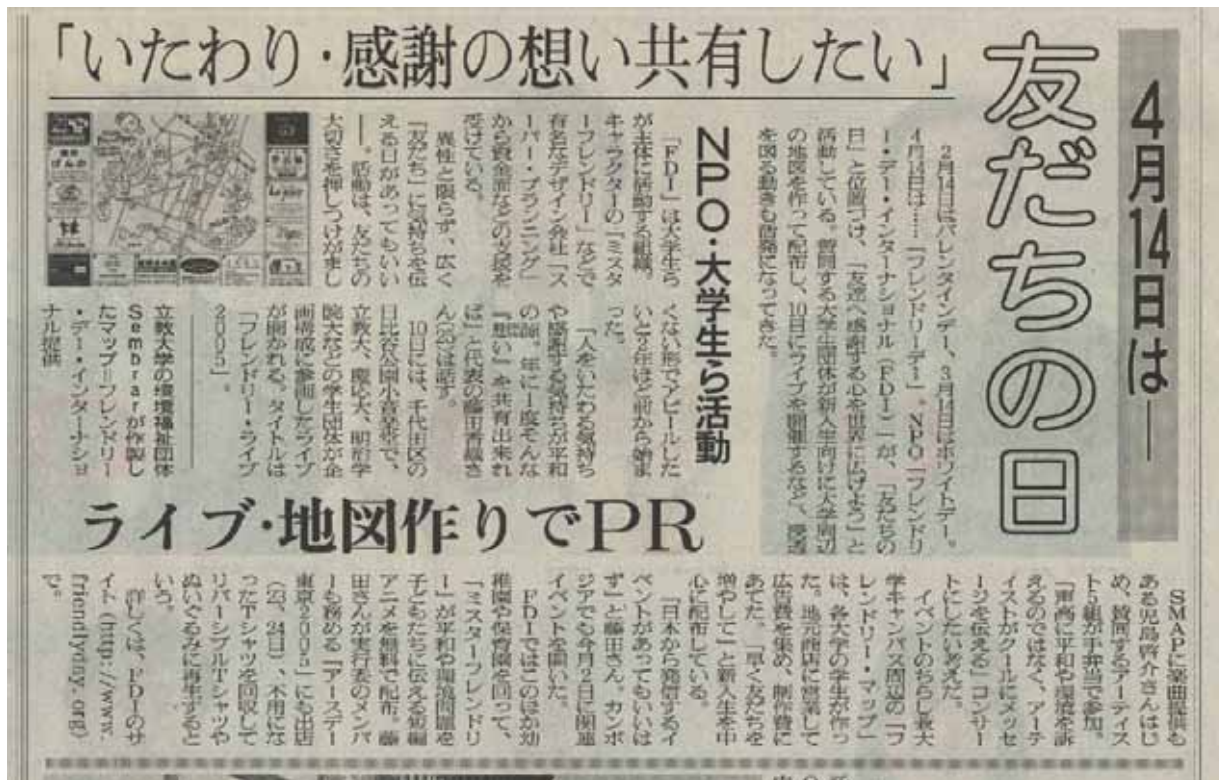 4月14日は――
友だちの日
「いたわり・感謝の想い共有したい」
2月14日はバレンタインデー、3月14日はホワイトデー。
4月14日は……「フレンドリーデー」。NPO「フレンドリ
ー・デー・インターナショナル(FDI)」が、「友だちの
日」と位置づけ、「友達へ感謝する心を世界に広げよう」と
活動している。賛同する大学生団体が新入生向けに大学周辺
の地図を作って配布し、10日にライブを開催するなど、浸透
を図る動きも活発になってきた。
NPO・大学生ら活動
「FDI」は大学生ら
が主体に活動する組織。
キャラクターの「ミスタ
ーフレンドリー」などで
有名なデザイン会社「ス
ーパー・プランニング」
から資金面などの支援を
受けている。
異性と限らず、広く
「友だち」に気持ちを伝
える日があってもいい
――。活動は、友だちの
大切さを押しつけがまし
くない形でアピールした
いと2年ほど前から始ま
った。
「人をいたわる気持ち
や感謝する気持ちが平和
の源。年に1度そんな
『想い』を共有出来れ
ば」と代表の藤田香織さ
ん(25)は話す。
10日には、千代田区の
日比谷公園小音楽堂で、
立教大、慶応大、明治学
院大などの学生団体が企
画構成に参画したライブ
が開かれる。タイトルは
「フレンドリー・ライブ
2005」。
立教大学の環境福祉団体
Sembrarが作製し
たマップ=フレンドリー
・デー・インターナショ
ナル提供
ライブ・地図作りでPR
SMAPに楽曲提供も
ある児島啓介さんはじ
め、賛同するアーティス
ト5組が手弁当で参加。
「声高に平和や環境を訴
えるのではなく、アーテ
ィストがクールにメッセ
ージを伝える」コンサー
トにしたい考えだ。
イベントのちらし兼大
学キャンパス周辺の「フ
レンドリー・マップ」
は、各大学の学生が作っ
た。地元商店に営業して
広告費を集め、制作費に
あてた。「早く友だちを
増やして」と新入生を中
心に配布している。
「日本から発信するイ
ベントがあってもいいは
ず」と藤田さん。カンボ
ジアでも今月2日に関連
イベントを開いた。
FDIではこのほか幼
稚園や保育園を回って、
「ミスターフレンドリ
ー」が平和や環境問題を
子どもたちに伝える短編
アニメを無料で配布。藤
田さんが実行委のメンバ
ーも務める「アースデー
東京2005」にも出店
(23、24日)、不用にな
ったTシャツを回収して
リバーシブルTシャツや
ぬいぐるみに再生すると
いう。
詳しくは、FDIのサ
イト(http://www.
friendlyday.org)
で。